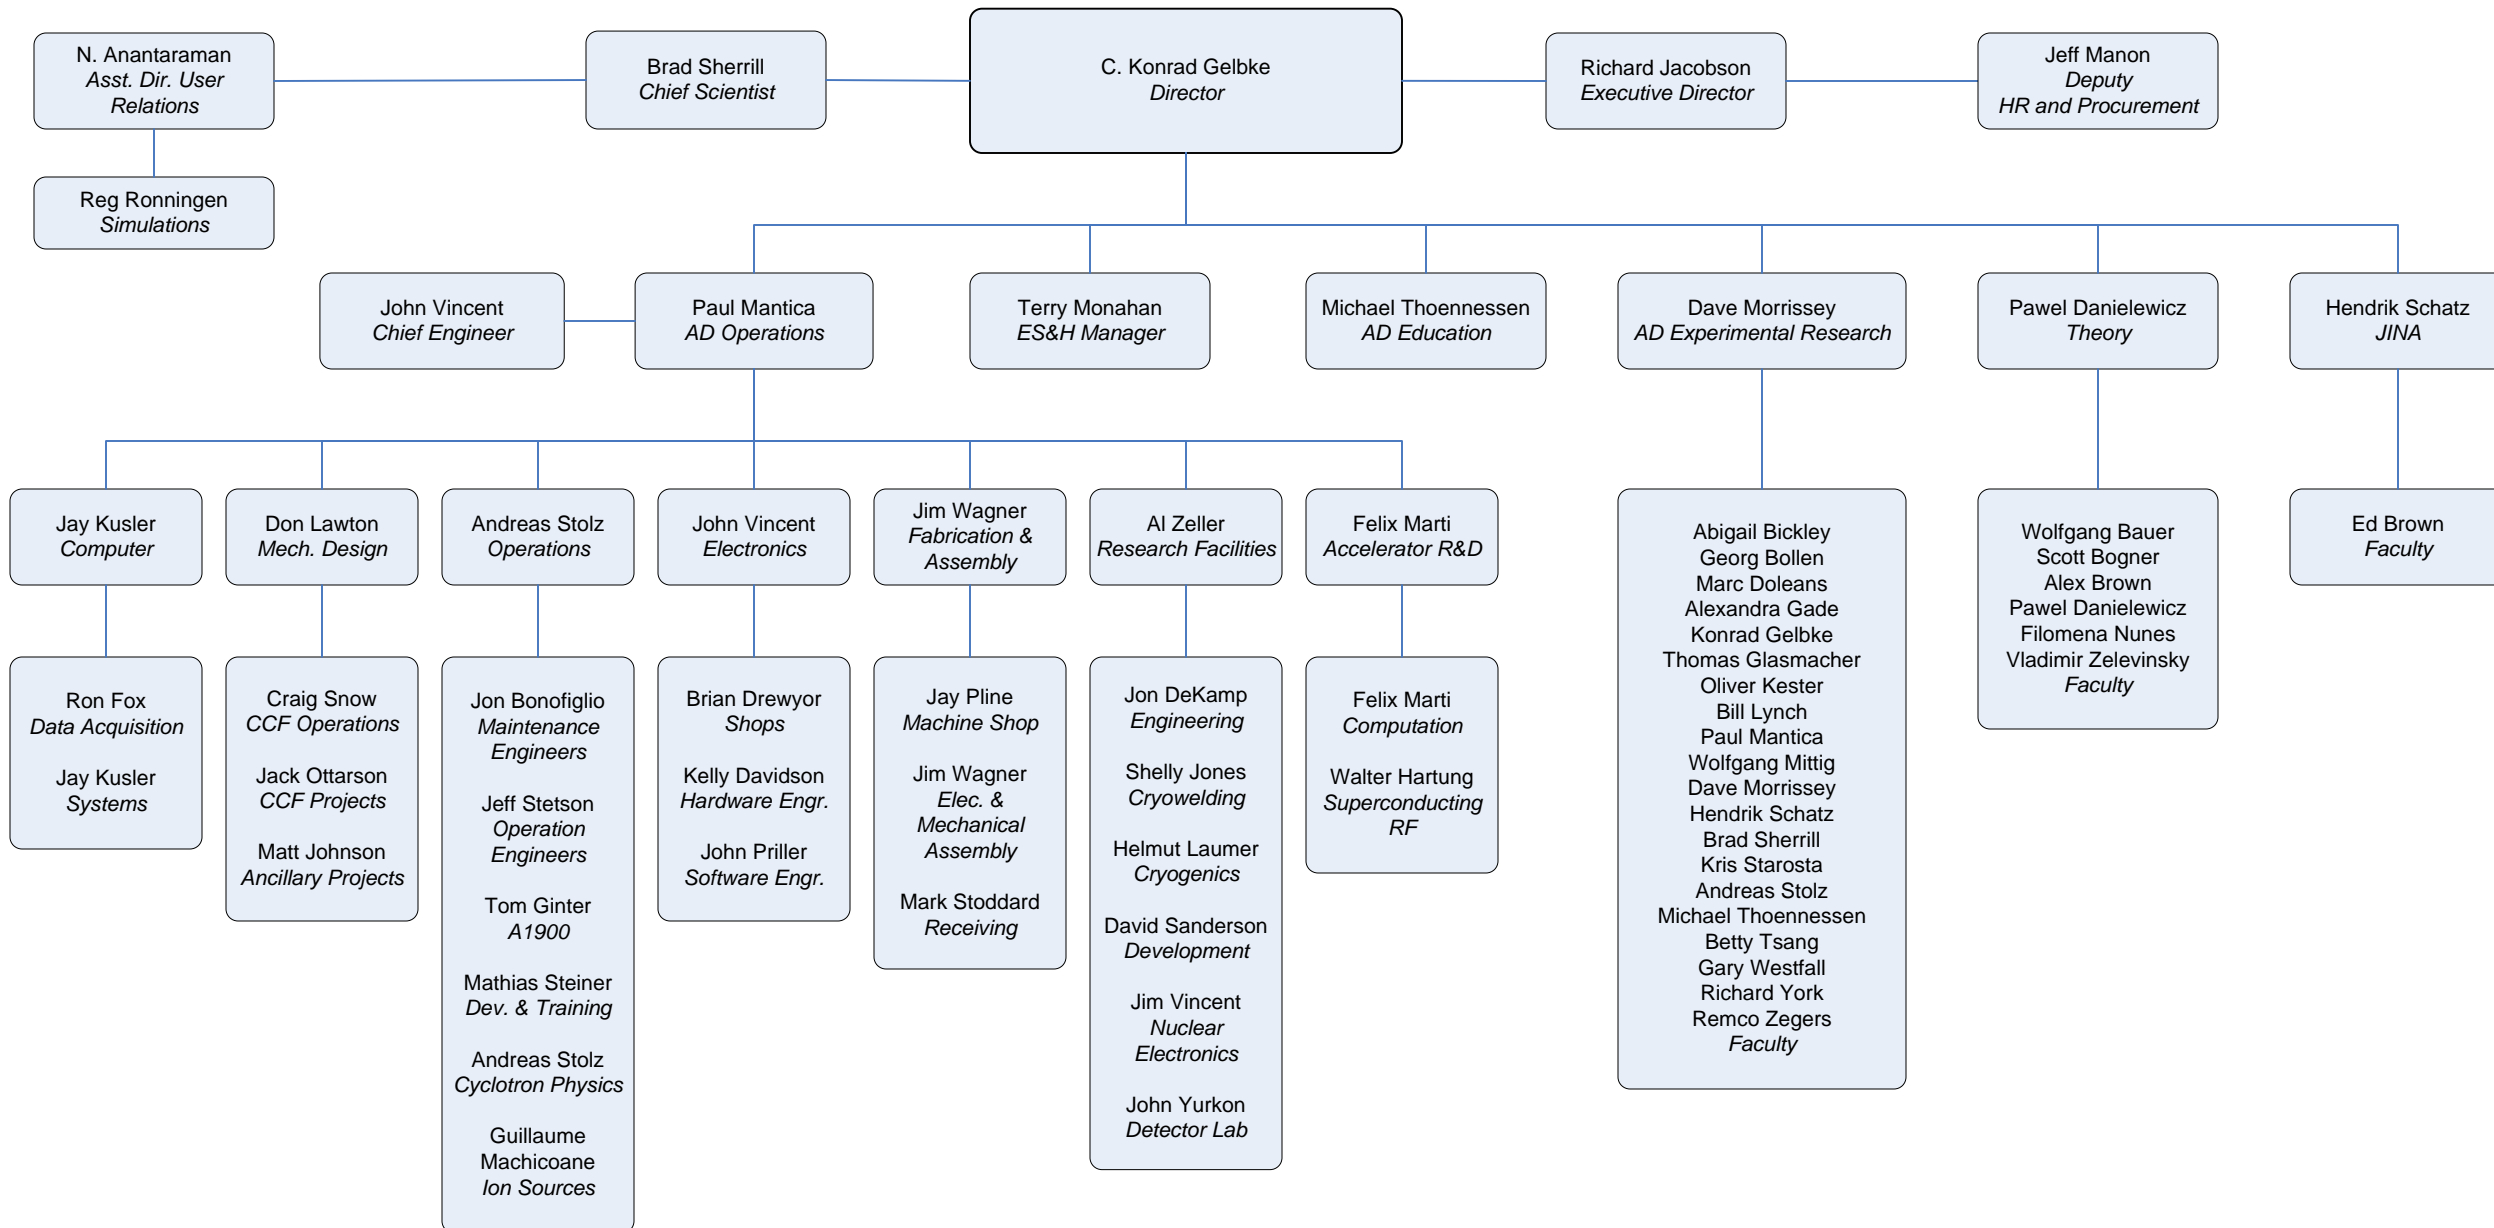 N. Anantaraman
Asst. Dir. User
Relations
Brad Sherrill
Chief Scientist
C. Konrad Gelbke
Director
Richard Jacobson
Executive Director
Jeff Manon
Deputy
HR and Procurement
Reg Ronningen
Simulations
John Vincent
Chief Engineer
Paul Mantica
AD Operations
Terry Monahan
ES&H Manager
Michael Thoennessen
AD Education
Dave Morrissey
AD Experimental Research
Pawel Danielewicz
Theory
Hendrik Schatz
JINA
Jay Kusler
Computer
Don Lawton
Mech. Design
Andreas Stolz
Operations
John Vincent
Electronics
Jim Wagner
Fabrication &
Assembly
Al Zeller
Research Facilities
Felix Marti
Accelerator R&D
Abigail Bickley
Georg Bollen
Marc Doleans
Alexandra Gade
Konrad Gelbke
Thomas Glasmacher
Oliver Kester
Bill Lynch
Paul Mantica
Wolfgang Mittig
Dave Morrissey
Hendrik Schatz
Brad Sherrill
Kris Starosta
Andreas Stolz
Michael Thoennessen
Betty Tsang
Gary Westfall
Richard York
Remco Zegers
Faculty
Wolfgang Bauer
Scott Bogner
Alex Brown
Pawel Danielewicz
Filomena Nunes
Vladimir Zelevinsky
Faculty
Ed Brown
Faculty
Ron Fox
Data Acquisition
Jay Kusler
Systems
Craig Snow
CCF Operations
Jack Ottarson
CCF Projects
Matt Johnson
Ancillary Projects
Jon Bonofiglio
Maintenance
Engineers
Jeff Stetson
Operation
Engineers
Tom Ginter
A1900
Mathias Steiner
Dev. & Training
Andreas Stolz
Cyclotron Physics
Guillaume
Machicoane
Ion Sources
Brian Drewyor
Shops
Kelly Davidson
Hardware Engr.
John Priller
Software Engr.
Jay Pline
Machine Shop
Jim Wagner
Elec. &
Mechanical
Assembly
Mark Stoddard
Receiving
Jon DeKamp
Engineering
Shelly Jones
Cryowelding
Helmut Laumer
Cryogenics
David Sanderson
Development
Jim Vincent
Nuclear
Electronics
John Yurkon
Detector Lab
Felix Marti
Computation
Walter Hartung
Superconducting
RF